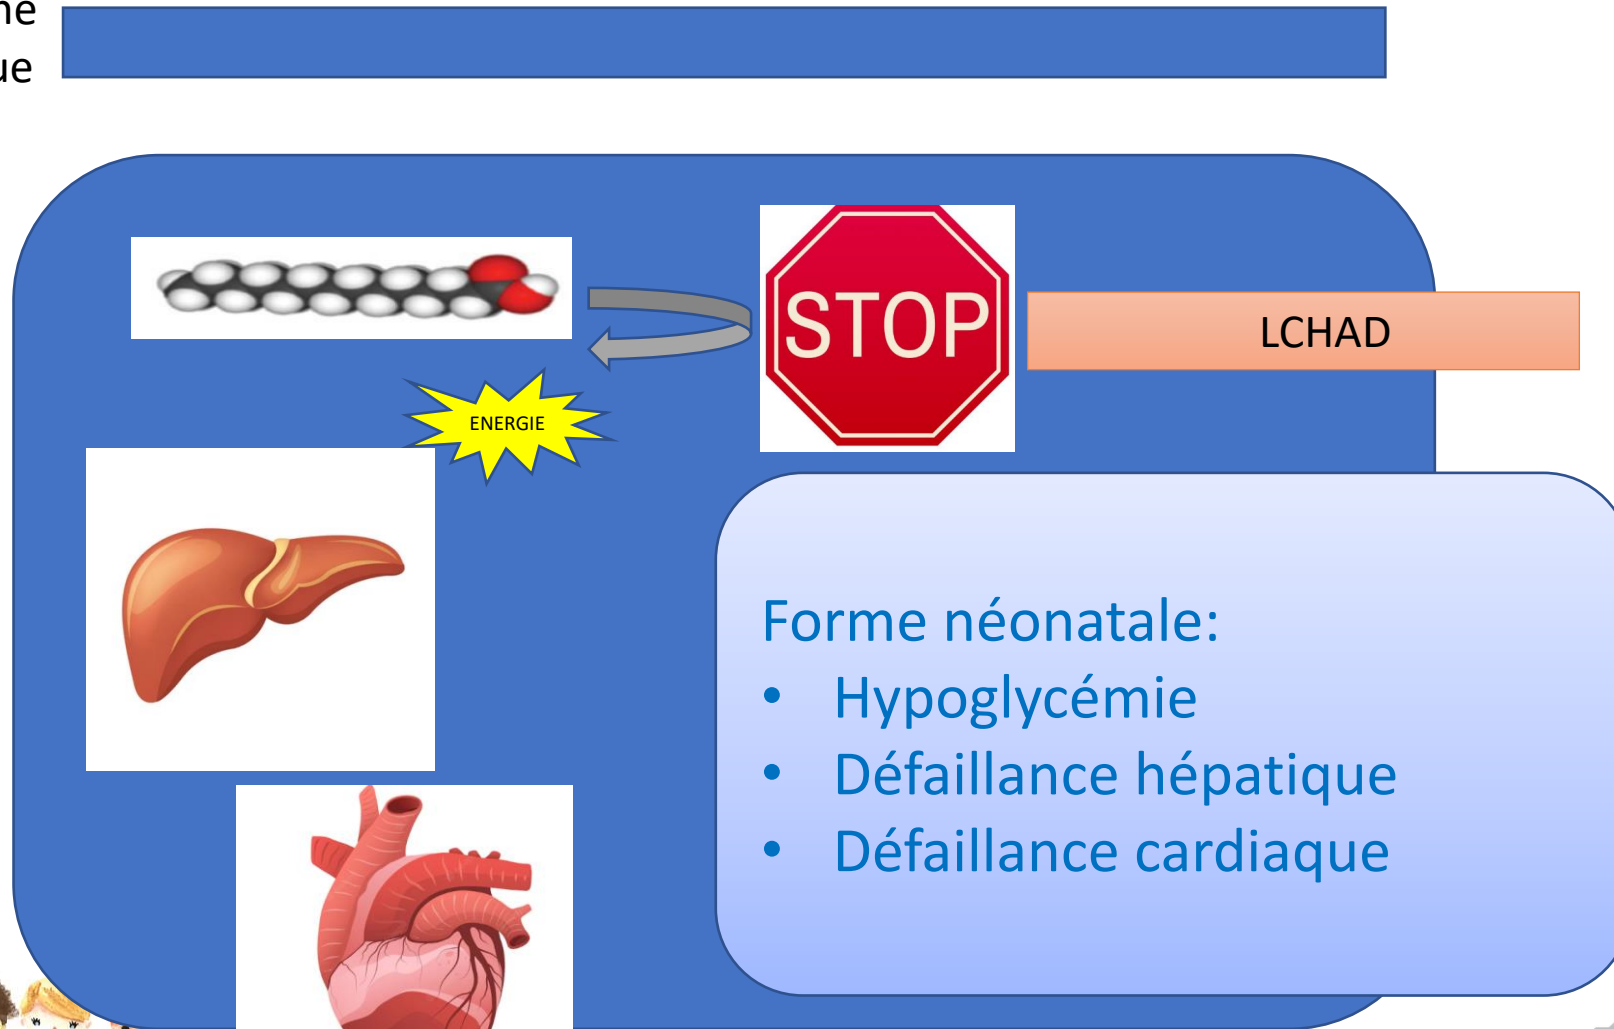 STOP
LCHAD
ENERGIE
Forme néonatale:
• Hypoglycémie
• Défaillance hépatique
• Défaillance cardiaque